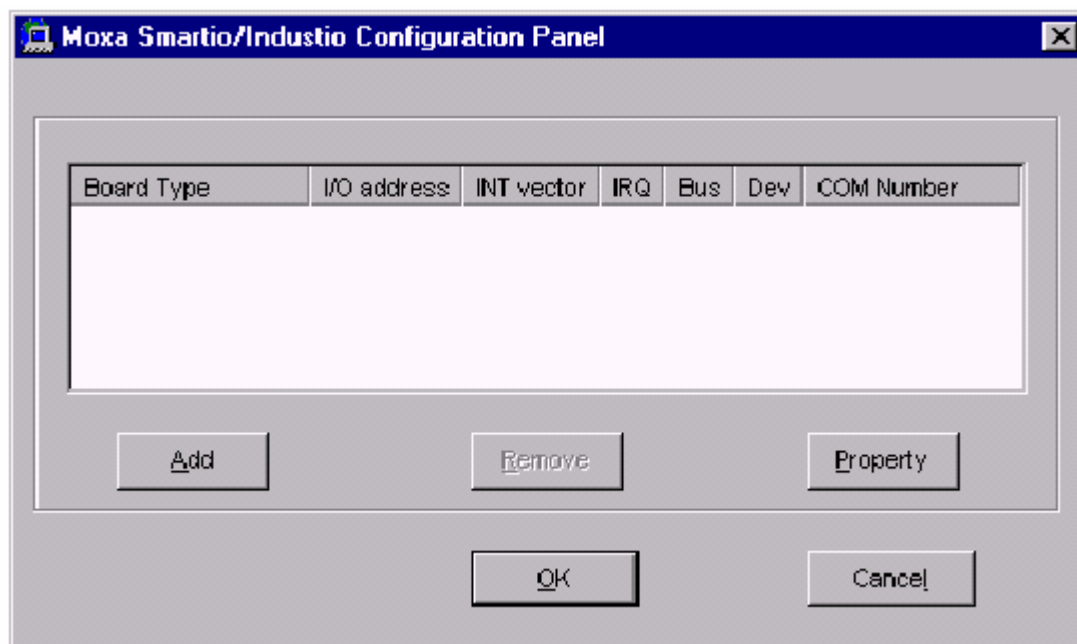 Moxa Smartio/Industio Configuration Panel
Board Type I/O address INT vector IRQ Bus Dev COM Number
Add Remove Property
OK Cancel